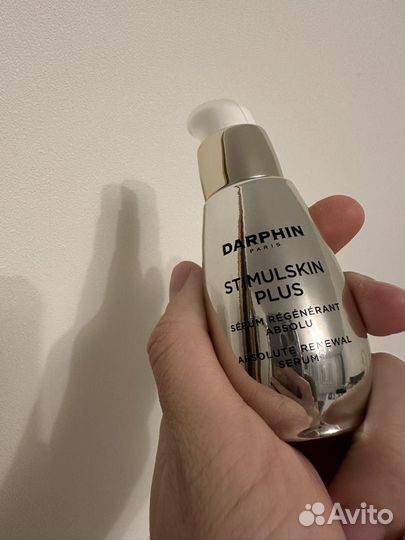 DARPHIN
PARIS
STIMULSKIN
PLUS
SÉRUM RÉGÉNÉRANT
ABSOLU
ABSOLUTE RENEWAL
SERUM
Avito